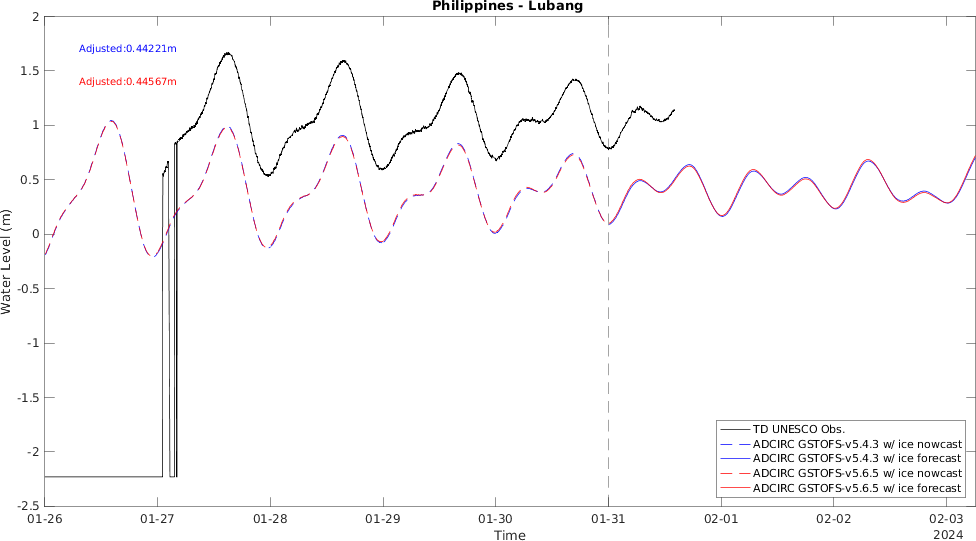 Philippines - Lubang
Adjusted:0.44221m
Adjusted:0.44567m
Water Level (m)
2
1.5
1
0.5
0
-0.5
-1
-1.5
-2
-2.5
TD UNESCO Obs.
ADCIRC GSTOFS-v5.4.3 w/ ice nowcast
ADCIRC GSTOFS-v5.4.3 w/ ice forecast
ADCIRC GSTOFS-v5.6.5 w/ ice nowcast
ADCIRC GSTOFS-v5.6.5 w/ ice forecast
01-26 01-27 01-28 01-29 01-30 01-31 02-01 02-02 02-03
Time
2024